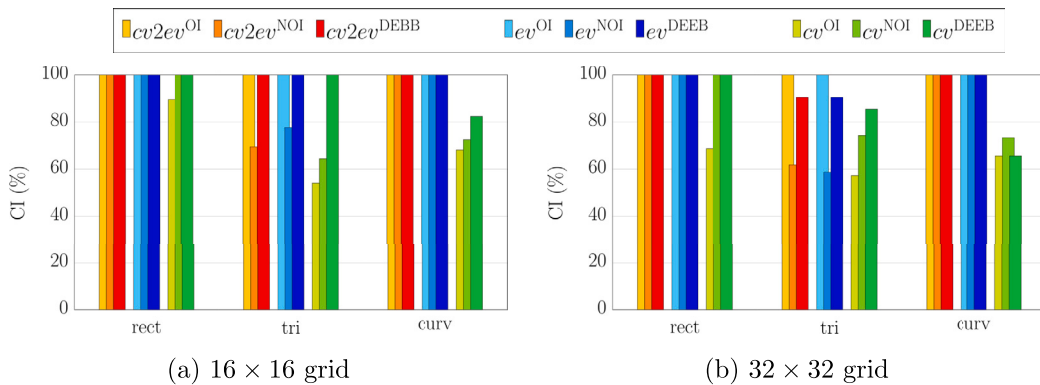 cv2ev^OI cv2ev^NOI cv2ev^DEBB ev^OI ev^NOI ev^DEEB cv^OI cv^NOI cv^DEEB
CI (%)
100
80
60
40
20
0
rect tri curv
(a) 16 × 16 grid
CI (%)
100
80
60
40
20
0
rect tri curv
(b) 32 × 32 grid